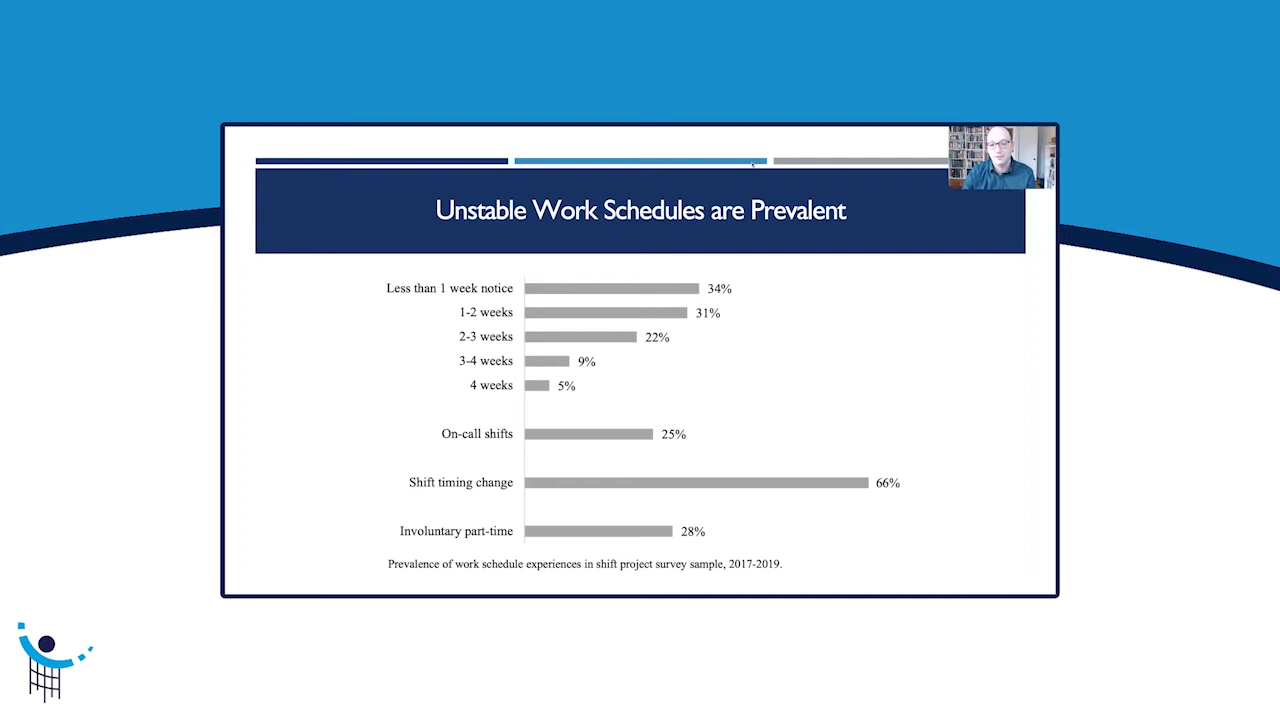 Unstable Work Schedules are Prevalent
Less than 1 week notice 34%
1-2 weeks 31%
2-3 weeks 22%
3-4 weeks 9%
4 weeks 5%
On-call shifts 25%
Shift timing change 66%
Involuntary part-time 28%
Prevalence of work schedule experiences in shift project survey sample, 2017-2019.